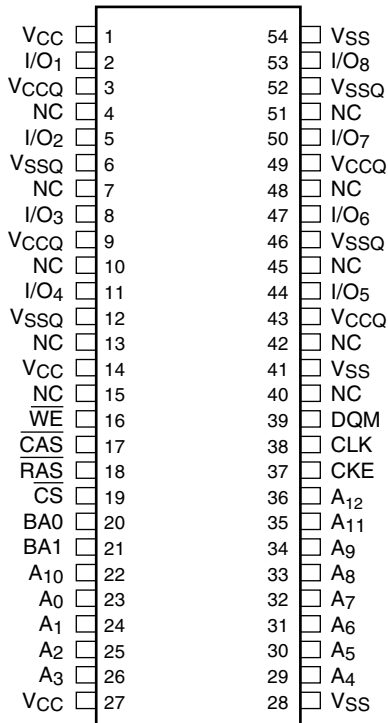 VCC 1 54 VSS
I/O1 2 53 I/O8
VCCQ 3 52 VSSQ
NC 4 51 NC
I/O2 5 50 I/O7
VSSQ 6 49 VCCQ
NC 7 48 NC
I/O3 8 47 I/O6
VCCQ 9 46 VSSQ
NC 10 45 NC
I/O4 11 44 I/O5
VSSQ 12 43 VCCQ
NC 13 42 NC
VCC 14 41 VSS
NC 15 40 NC
W̅E̅ 16 39 DQM
C̅A̅S̅ 17 38 CLK
R̅A̅S̅ 18 37 CKE
C̅S̅ 19 36 A12
BA0 20 35 A11
BA1 21 34 A9
A10 22 33 A8
A0 23 32 A7
A1 24 31 A6
A2 25 30 A5
A3 26 29 A4
VCC 27 28 VSS